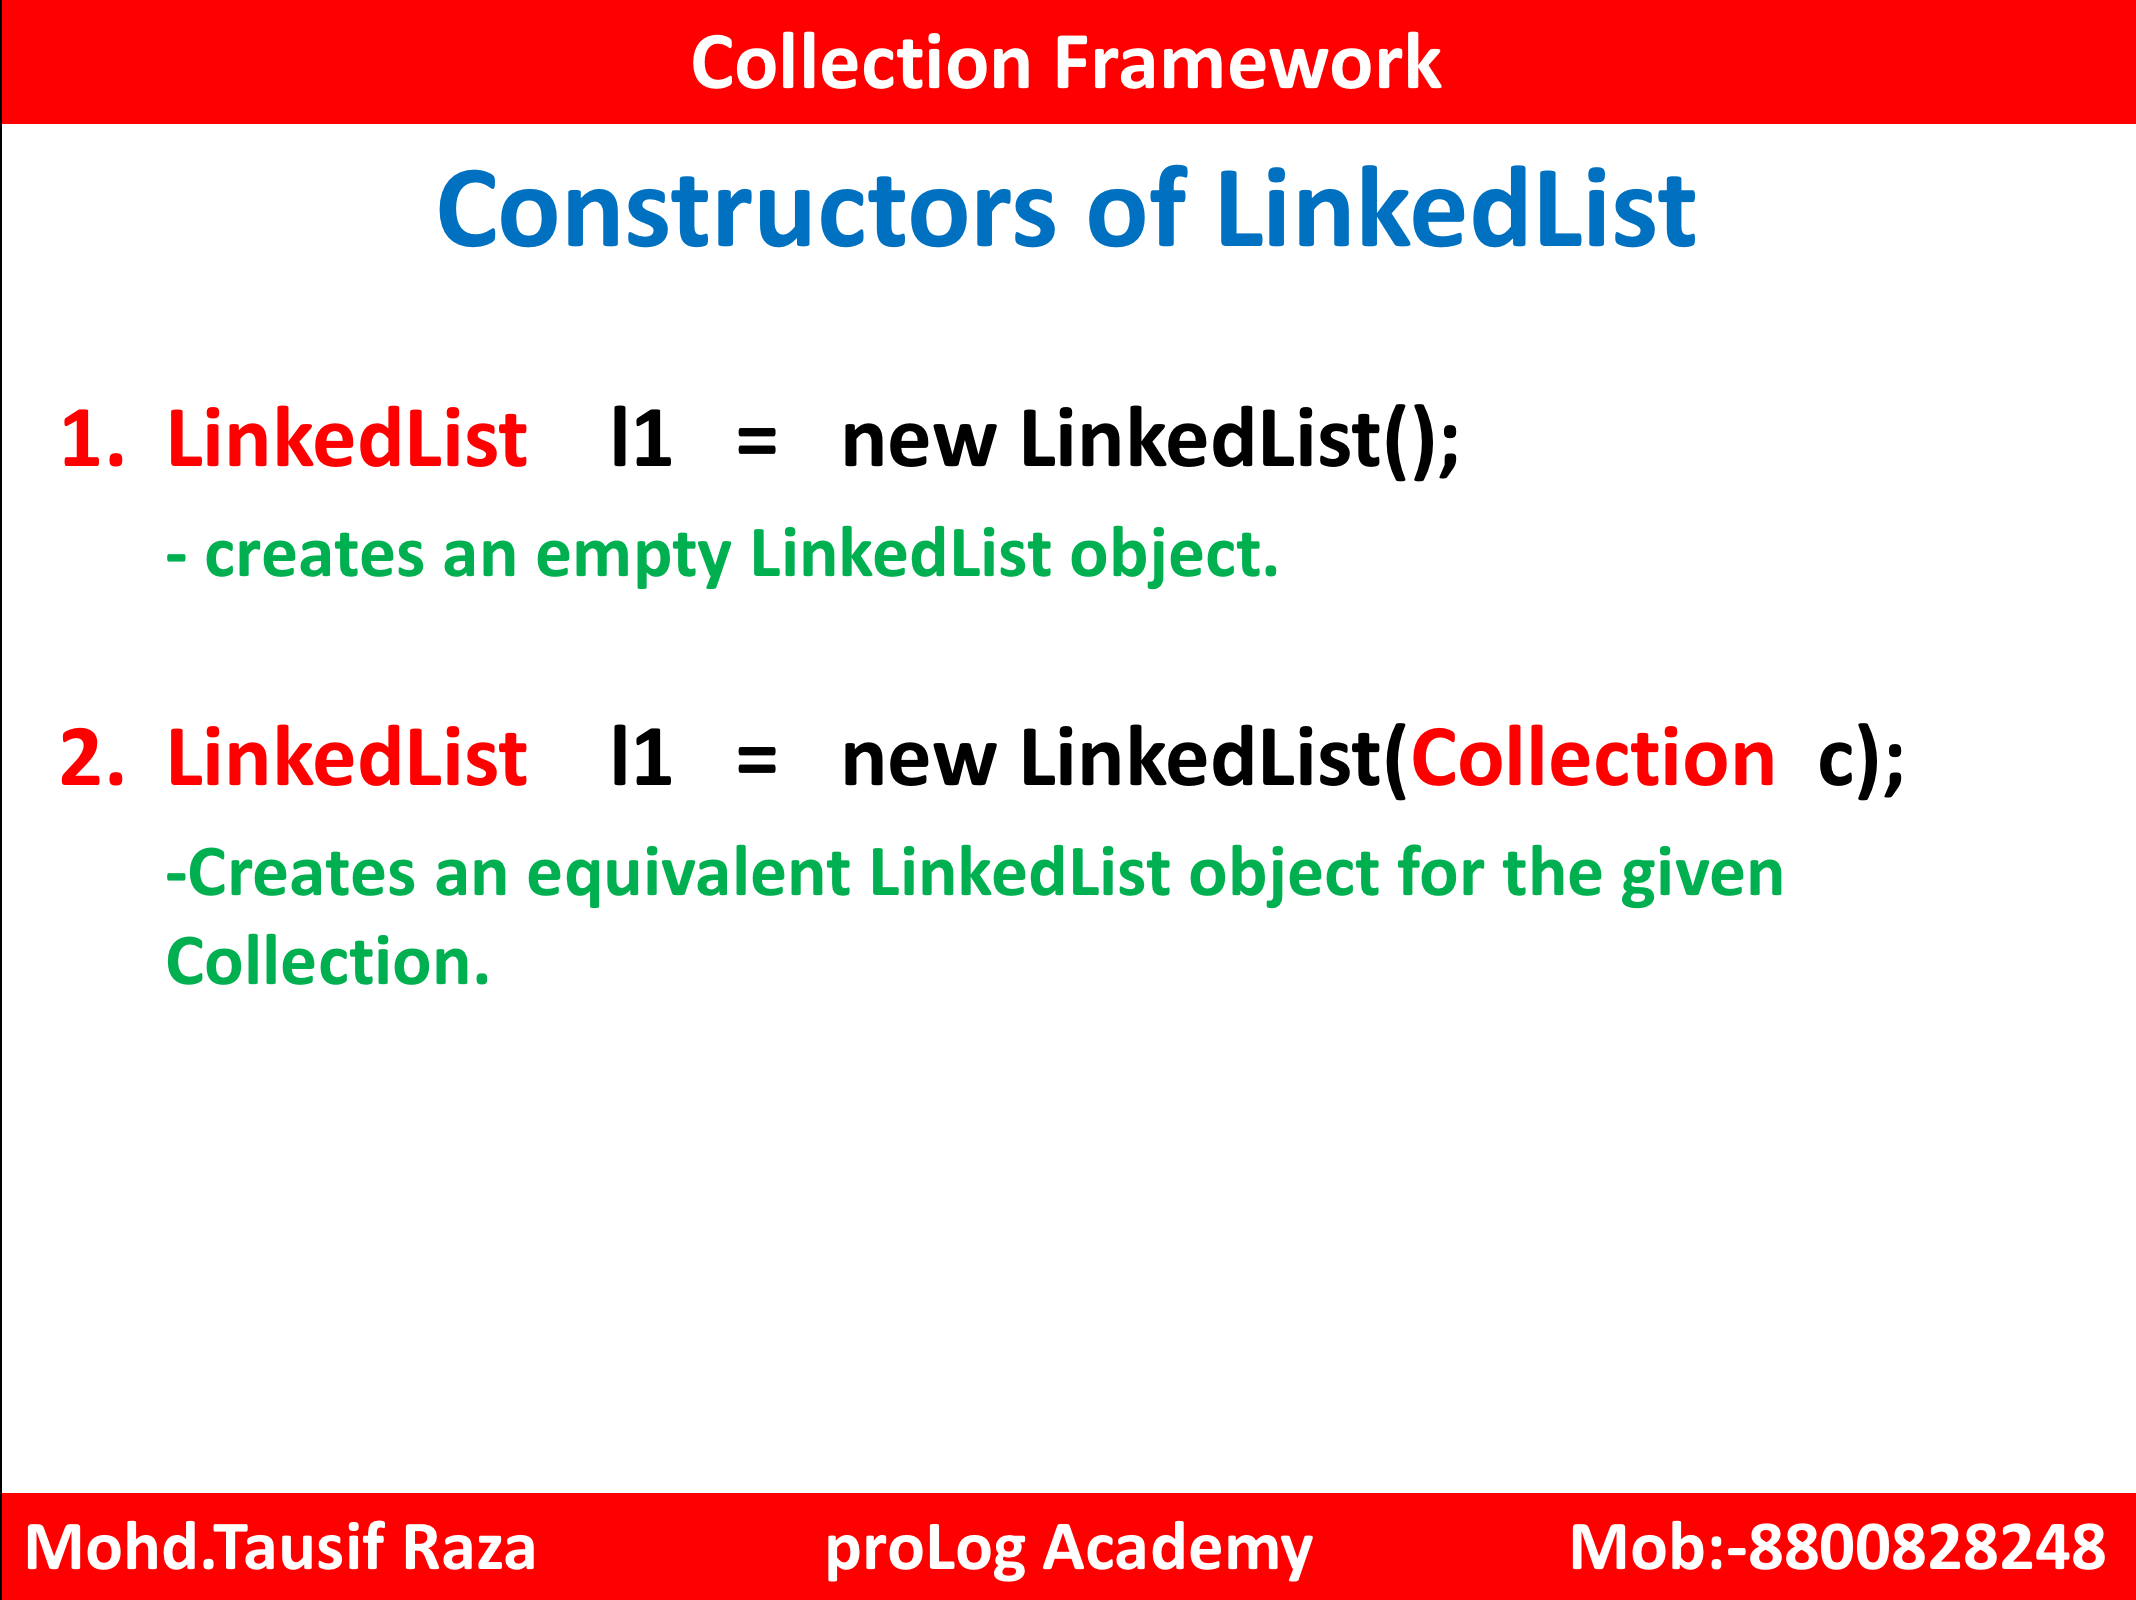 Collection Framework
Constructors of LinkedList
1. LinkedList l1 = new LinkedList();
- creates an empty LinkedList object.
2. LinkedList l1 = new LinkedList(Collection c);
-Creates an equivalent LinkedList object for the given
Collection.
Mohd.Tausif Raza proLog Academy Mob:-8800828248